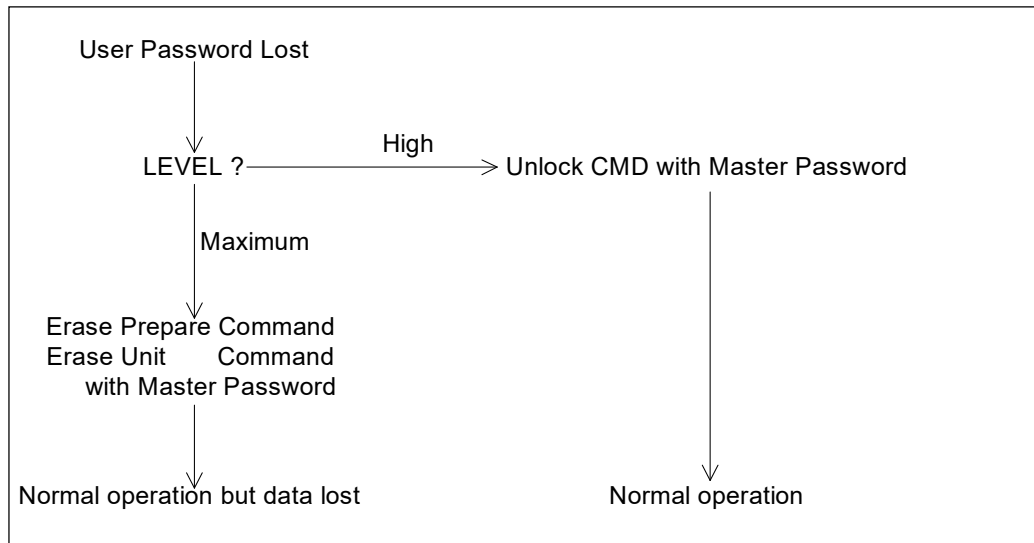 User Password Lost
High
LEVEL ?
Unlock CMD with Master Password
Maximum
Erase Prepare Command
Erase Unit Command
with Master Password
Normal operation but data lost
Normal operation